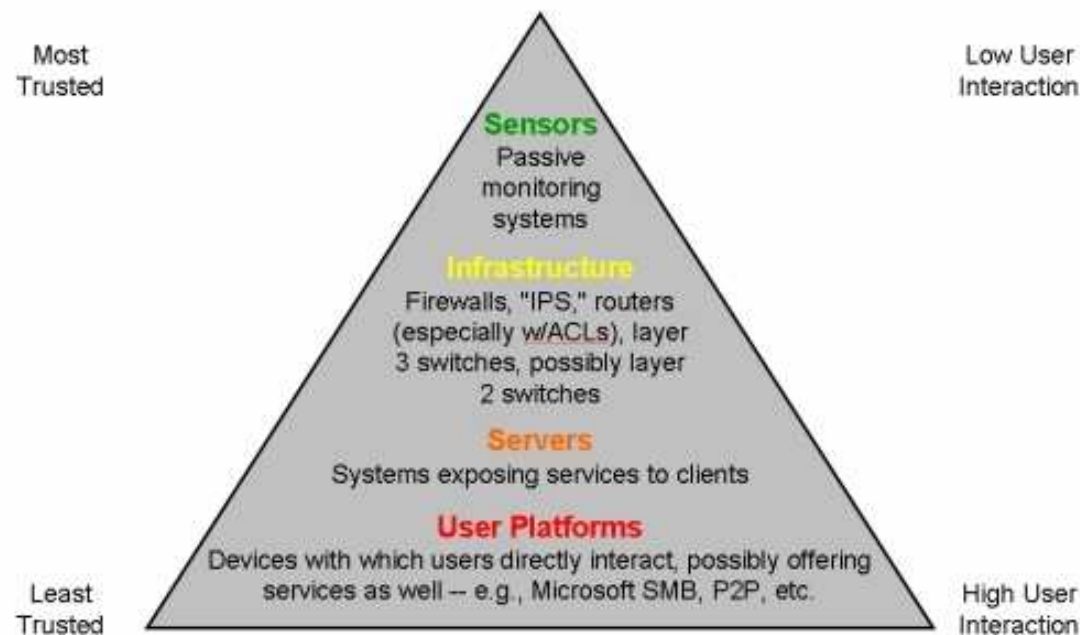 Most
Trusted
Low User
Interaction
Sensors
Passive
monitoring
systems
Infrastructure
Firewalls, "IPS," routers
(especially w/ACLs), layer
3 switches, possibly layer
2 switches
Servers
Systems exposing services to clients
User Platforms
Devices with which users directly interact, possibly offering
services as well -- e.g., Microsoft SMB, P2P, etc.
Least
Trusted
High User
Interaction